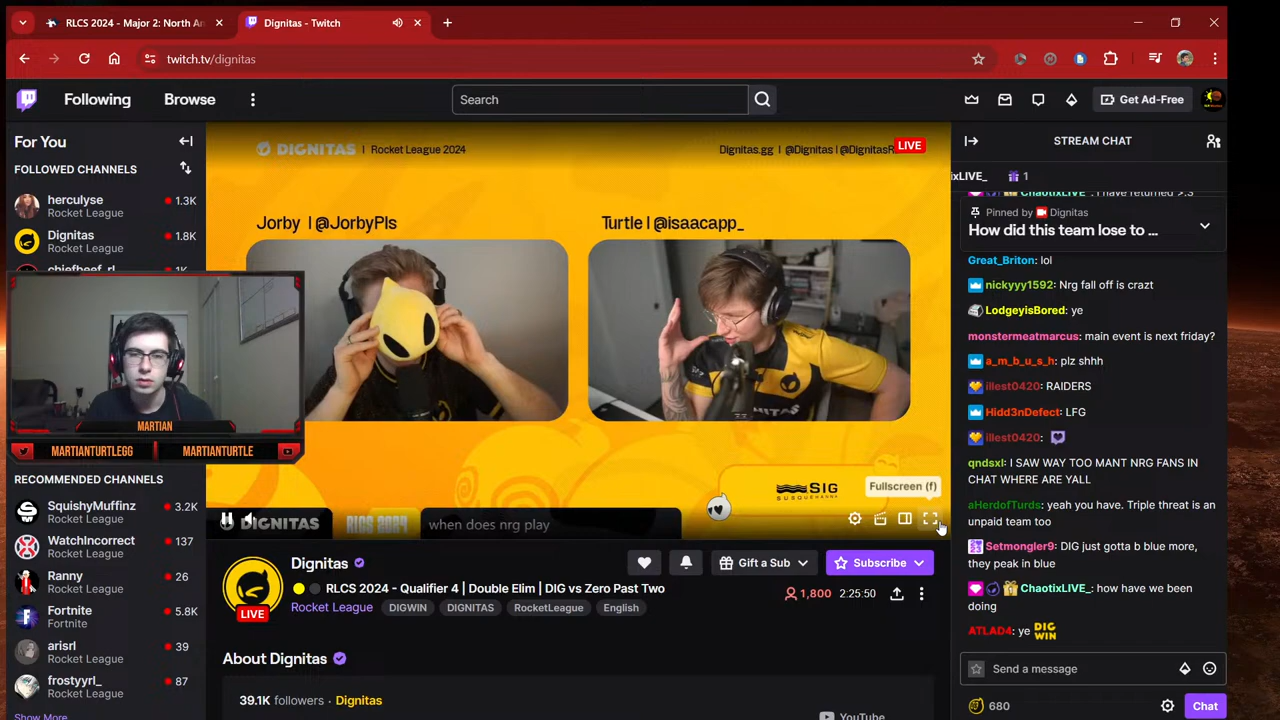 RLCS 2024 - Major 2: North An
Dignitas - Twitch
twitch.tv/dignitas
Following
Browse
Search
Get Ad-Free
For You
FOLLOWED CHANNELS
herculyse
Rocket League
1.3K
Dignitas
Rocket League
1.8K
chiefbeef_rl
1K
MARTIAN
MARTIANTURTLEGG
MARTIANTURTLE
RECOMMENDED CHANNELS
SquishyMuffinz
Rocket League
3.2K
WatchIncorrect
Rocket League
137
Ranny
Rocket League
26
Fortnite
Fortnite
5.8K
arisrl
Rocket League
39
frostyyrl_
Rocket League
87
Show More
DIGNITAS | Rocket League 2024
Dignitas.gg | @Dignitas | @DignitasR
LIVE
Jorby | @JorbyPls
Turtle | @isaacapp_
SIG
SUSQUEHANNA
Fullscreen (f)
DIGNITAS
RLCS 2024
when does nrg play
Dignitas
Gift a Sub
Subscribe
RLCS 2024 - Qualifier 4 | Double Elim | DIG vs Zero Past Two
Rocket League
DIGWIN
DIGNITAS
RocketLeague
English
1,800
2:25:50
LIVE
About Dignitas
39.1K followers · Dignitas
YouTube
STREAM CHAT
ixLIVE_
1
ChaotixLIVE_: I have returned >:3
Pinned by Dignitas
How did this team lose to ...
Great_Briton: lol
nickyyy1592: Nrg fall off is crazt
LodgeyisBored: ye
monstermeatmarcus: main event is next friday?
a_m_b_u_s_h: plz shhh
illest0420: RAIDERS
Hidd3nDefect: LFG
illest0420:
qndsxl: I SAW WAY TOO MANT NRG FANS IN
CHAT WHERE ARE YALL
aHerdofTurds: yeah you have. Triple threat is an
unpaid team too
Setmongler9: DIG just gotta b blue more,
they peak in blue
ChaotixLIVE_: how have we been
doing
ATLAD4: ye DIG WIN
Send a message
680
Chat